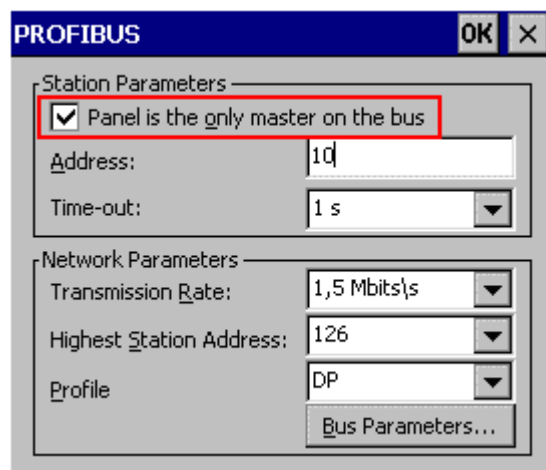 PROFIBUS OK ×
Station Parameters
Panel is the only master on the bus
Address: 10
Time-out: 1 s
Network Parameters
Transmission Rate: 1,5 Mbits\s
Highest Station Address: 126
Profile DP
Bus Parameters...